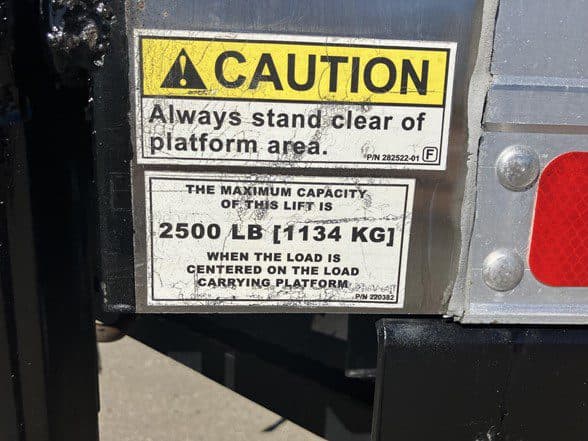 CAUTION
Always stand clear of
platform area.
P/N 282522-01 F
THE MAXIMUM CAPACITY
OF THIS LIFT IS
2500 LB [1134 KG]
WHEN THE LOAD IS
CENTERED ON THE LOAD
CARRYING PLATFORM
P/N 220382